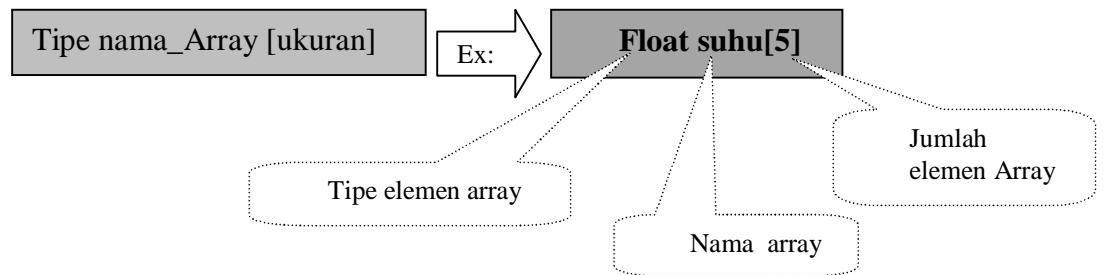 Tipe nama_Array [ukuran]
Ex:
Float suhu[5]
Jumlah
elemen Array
Tipe elemen array
Nama array